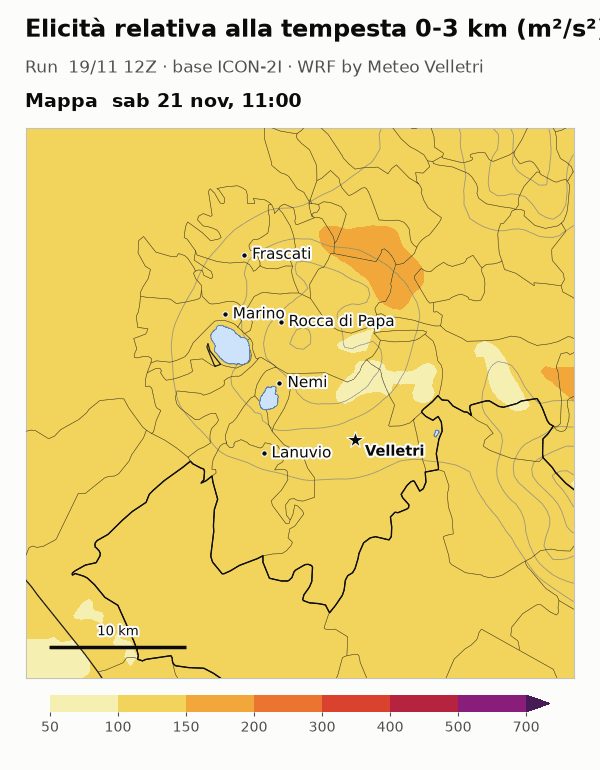 Elicità relativa alla tempesta 0-3 km (m²/s²)
Run 19/11 12Z · base ICON-2I · WRF by Meteo Velletri
Mappa sab 21 nov, 11:00
Frascati
Marino
Rocca di Papa
Nemi
Velletri
Lanuvio
10 km
50 100 150 200 300 400 500 700